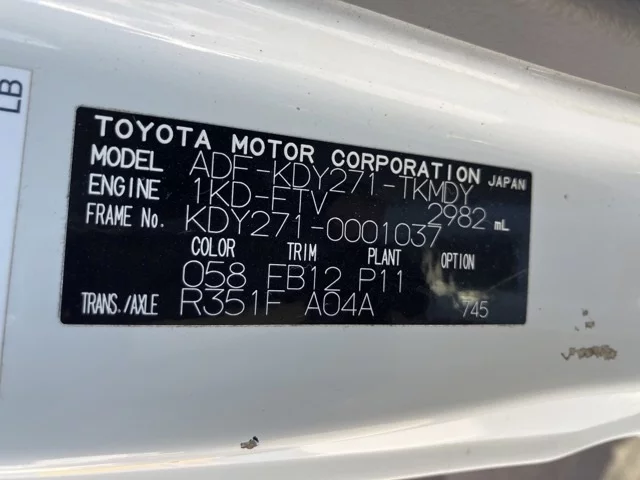 LB
TOYOTA MOTOR CORPORATION JAPAN
MODEL ADF-KDY271-TKMDY
ENGINE 1KD-FTV 2982 mL
FRAME No. KDY271-0001037
COLOR TRIM PLANT OPTION
058 FB12 P11
TRANS./AXLE R351F A04A 745